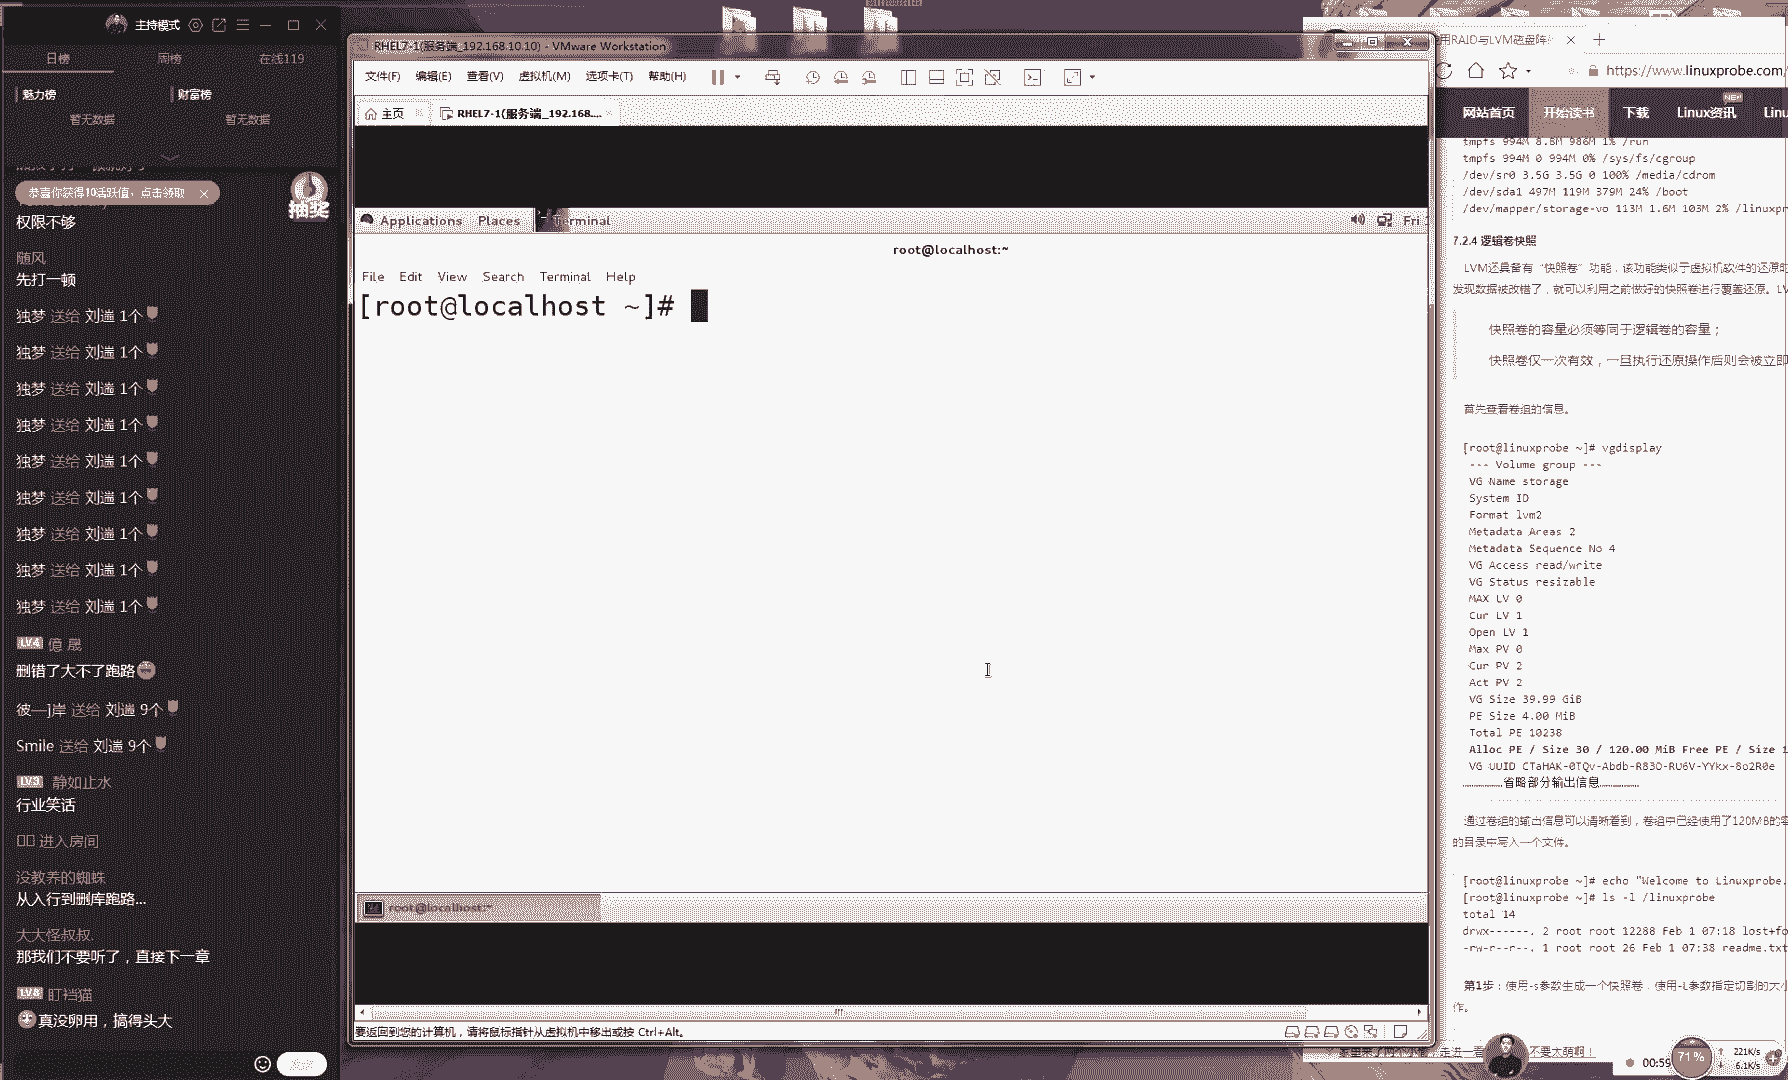 主持模式
日榜
周榜
在线119
魅力榜
财富榜
暂无数据
暂无数据
恭喜你获得10活跃值，点击领取
抽奖
权限不够
随风
先打一顿
独梦 送给 刘遄 1个
独梦 送给 刘遄 1个
独梦 送给 刘遄 1个
独梦 送给 刘遄 1个
独梦 送给 刘遄 1个
独梦 送给 刘遄 1个
独梦 送给 刘遄 1个
独梦 送给 刘遄 1个
独梦 送给 刘遄 1个
LV.4 億 晟
删错了大不了跑路
彼—]岸 送给 刘遄 9个
Smile 送给 刘遄 9个
LV.3 静如止水
行业笑话
进入房间
没教养的蜘蛛
从入行到删库跑路...
大大怪叔叔.
那我们不要听了，直接下一章
盯裆猫
真没卵用，搞得头大
RHEL7-1(服务端_192.168.10.10) - VMware Workstation
文件(F) 编辑(E) 查看(V) 虚拟机(M) 选项卡(T) 帮助(H)
主页
RHEL7-1(服务端_192.168....
Applications Places Terminal
Fri
root@localhost:~
File Edit View Search Terminal Help
[root@localhost ~]#
root@localhost:~
要返回到您的计算机，请将鼠标指针从虚拟机中移出或按 Ctrl+Alt。
用RAID与LVM磁盘阵
https://www.linuxprobe.com/
网站首页 开始读书 下载 Linux资讯
NEW
tmpfs 994M 8.8M 986M 1% /run
tmpfs 994M 0 994M 0% /sys/fs/cgroup
/dev/sr0 3.5G 3.5G 0 100% /media/cdrom
/dev/sda1 497M 119M 379M 24% /boot
/dev/mapper/storage-vo 113M 1.6M 103M 2% /linuxpr
7.2.4 逻辑卷快照
LVM还具备有“快照卷”功能，该功能类似于虚拟机软件的还原时
发现数据被改错了，就可以利用之前做好的快照卷进行覆盖还原。LV
快照卷的容量必须等同于逻辑卷的容量；
快照卷仅一次有效，一旦执行还原操作后则会被立即
首先查看卷组的信息。
[root@linuxprobe ~]# vgdisplay
--- Volume group ---
VG Name storage
System ID
Format lvm2
Metadata Areas 2
Metadata Sequence No 4
VG Access read/write
VG Status resizable
MAX LV 0
Cur LV 1
Open LV 1
Max PV 0
Cur PV 2
Act PV 2
VG Size 39.99 GiB
PE Size 4.00 MiB
Total PE 10238
Alloc PE / Size 30 / 120.00 MiB Free PE / Size 1
VG UUID CTaHAK-0TQv-Abdb-R83O-RU6V-YYkx-8o2R0e
………………省略部分输出信息………………
通过卷组的输出信息可以清晰看到，卷组中已经使用了120MB的容
的目录中写入一个文件。
[root@linuxprobe ~]# echo "Welcome to Linuxprobe.
[root@linuxprobe ~]# ls -l /linuxprobe
total 14
drwx------. 2 root root 12288 Feb 1 07:18 lost+fo
-rw-r--r--. 1 root root 26 Feb 1 07:38 readme.txt
第1步：使用-s参数生成一个快照卷，使用-L参数指定切割的大小
作。
不要太萌啊！
00:59
71%
221K/s
6.1K/s